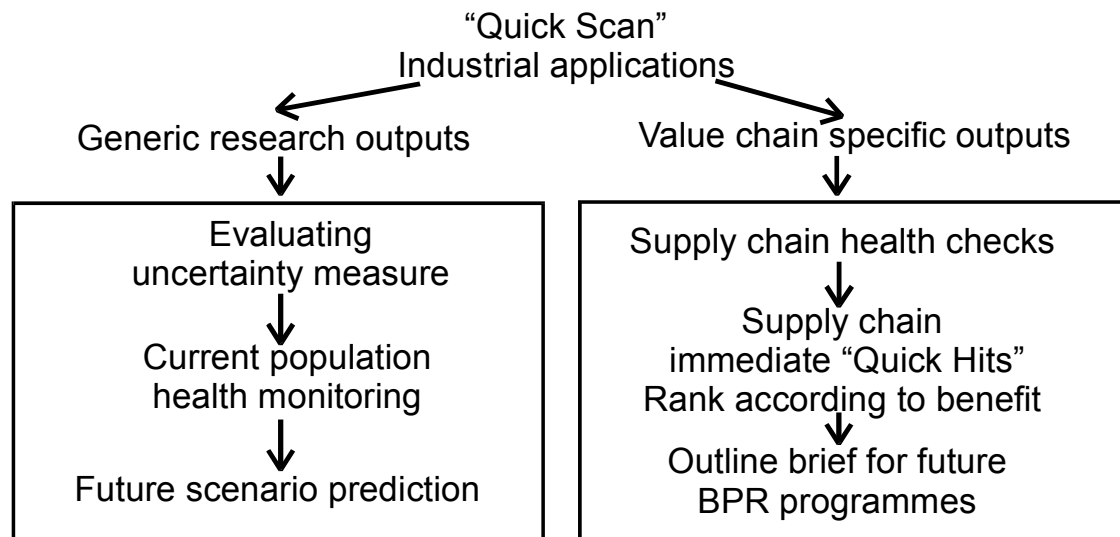 “Quick Scan”
Industrial applications
Generic research outputs
Value chain specific outputs
Evaluating
uncertainty measure
Current population
health monitoring
Future scenario prediction
Supply chain health checks
Supply chain
immediate “Quick Hits”
Rank according to benefit
Outline brief for future
BPR programmes